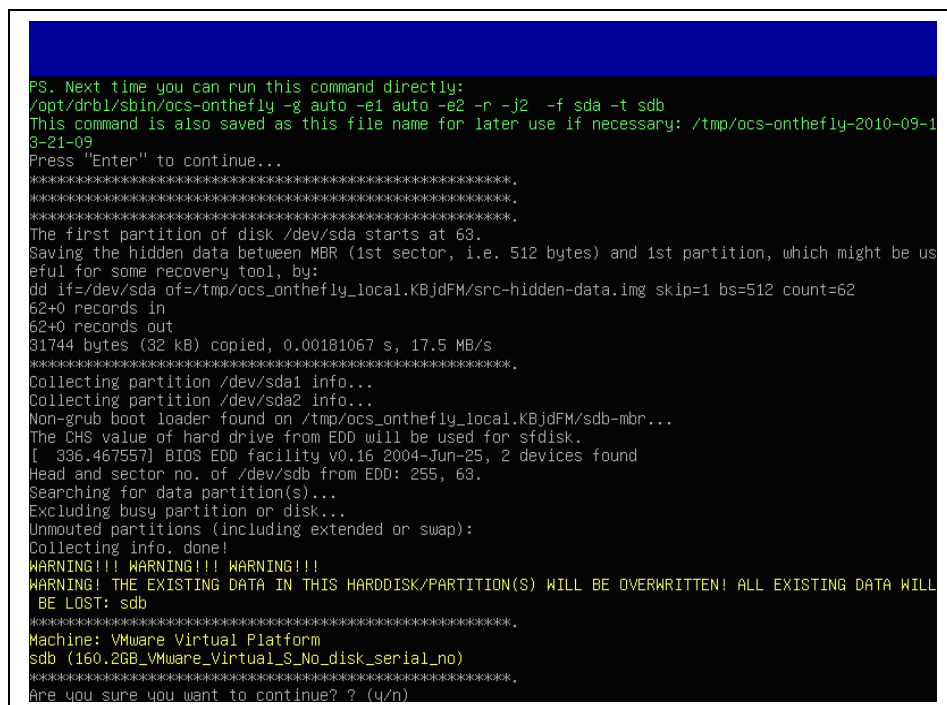 PS. Next time you can run this command directly:
/opt/drbl/sbin/ocs-onthefly -g auto -e1 auto -e2 -r -j2  -f sda -t sdb
This command is also saved as this file name for later use if necessary: /tmp/ocs-onthefly-2010-09-1
3-21-09
Press "Enter" to continue...
*****************************************************.
*****************************************************.
*****************************************************.
The first partition of disk /dev/sda starts at 63.
Saving the hidden data between MBR (1st sector, i.e. 512 bytes) and 1st partition, which might be us
eful for some recovery tool, by:
dd if=/dev/sda of=/tmp/ocs_onthefly_local.KBjdFM/src-hidden-data.img skip=1 bs=512 count=62
62+0 records in
62+0 records out
31744 bytes (32 kB) copied, 0.00181067 s, 17.5 MB/s
*****************************************************.
Collecting partition /dev/sda1 info...
Collecting partition /dev/sda2 info...
Non-grub boot loader found on /tmp/ocs_onthefly_local.KBjdFM/sdb-mbr...
The CHS value of hard drive from EDD will be used for sfdisk.
[  336.467557] BIOS EDD facility v0.16 2004-Jun-25, 2 devices found
Head and sector no. of /dev/sdb from EDD: 255, 63.
Searching for data partition(s)...
Excluding busy partition or disk...
Unmouted partitions (including extended or swap):
Collecting info. done!
WARNING!!! WARNING!!! WARNING!!!
WARNING! THE EXISTING DATA IN THIS HARDDISK/PARTITION(S) WILL BE OVERWRITTEN! ALL EXISTING DATA WILL
 BE LOST: sdb
*****************************************************.
Machine: VMware Virtual Platform
sdb (160.2GB_VMware_Virtual_S_No_disk_serial_no)
*****************************************************.
Are you sure you want to continue? ? (y/n)